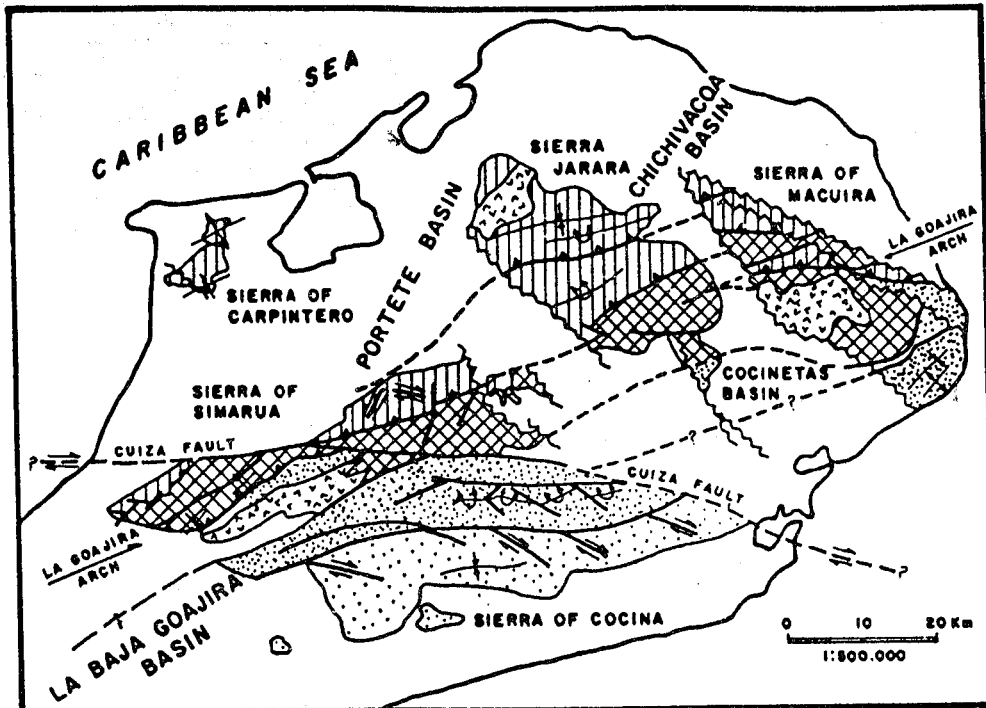 CARIBBEAN SEA
SIERRA
JARARA
CHICHIVACOA
BASIN
SIERRA OF
MACUIRA
LA GOAJIRA
ARCH
PORTETE BASIN
SIERRA OF
CARPINTERO
SIERRA OF
SIMARUA
COCINETAS
BASIN
?
?
? CUIZA FAULT
CUIZA FAULT
?
LA GOAJIRA
ARCH
?
LA BAJA GOAJIRA
BASIN
SIERRA OF COCINA
0 10 20 Km
1:500.000